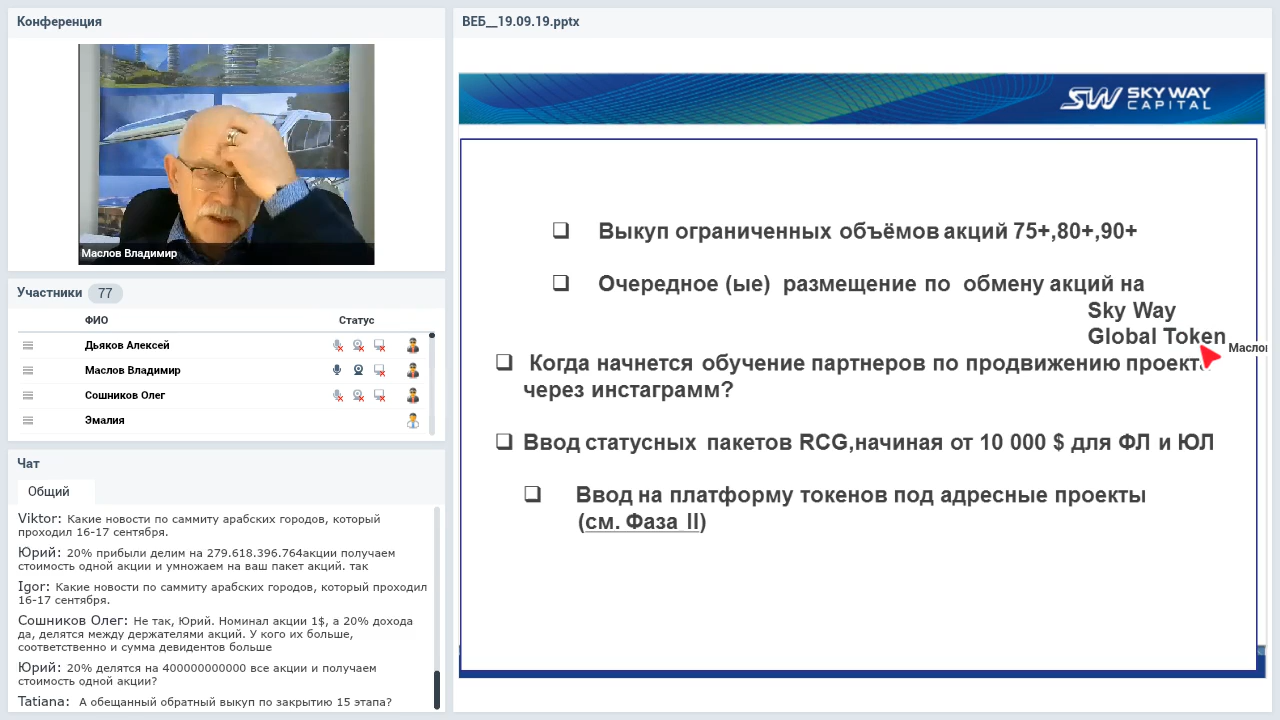 Конференция
Маслов Владимир
Участники 77
ФИО Статус
Дьяков Алексей
Маслов Владимир
Сошников Олег
Эмалия
Чат
Общий
Viktor: Какие новости по саммиту арабских городов, который
проходил 16-17 сентября.
Юрий: 20% прибыли делим на 279.618.396.764акции получаем
стоимость одной акции и умножаем на ваш пакет акций. так
Igor: Какие новости по саммиту арабских городов, который проходил
16-17 сентября.
Сошников Олег: Не так, Юрий. Номинал акции 1$, а 20% дохода
да, делятся между держателями акций. У кого их больше,
соответственно и сумма девидентов больше
Юрий: 20% делятся на 400000000000 все акции и получаем
стоимость одной акции?
Tatiana: А обещанный обратный выкуп по закрытию 15 этапа?
ВЕБ__19.09.19.pptx
SW SKY WAY
CAPITAL
Выкуп ограниченных объёмов акций 75+,80+,90+
Очередное (ые) размещение по обмену акций на
Sky Way
Global Token
Маслов
Когда начнется обучение партнеров по продвижению проекта
через инстаграмм?
Ввод статусных пакетов RCG,начиная от 10 000 $ для ФЛ и ЮЛ
Ввод на платформу токенов под адресные проекты
(см. Фаза II)